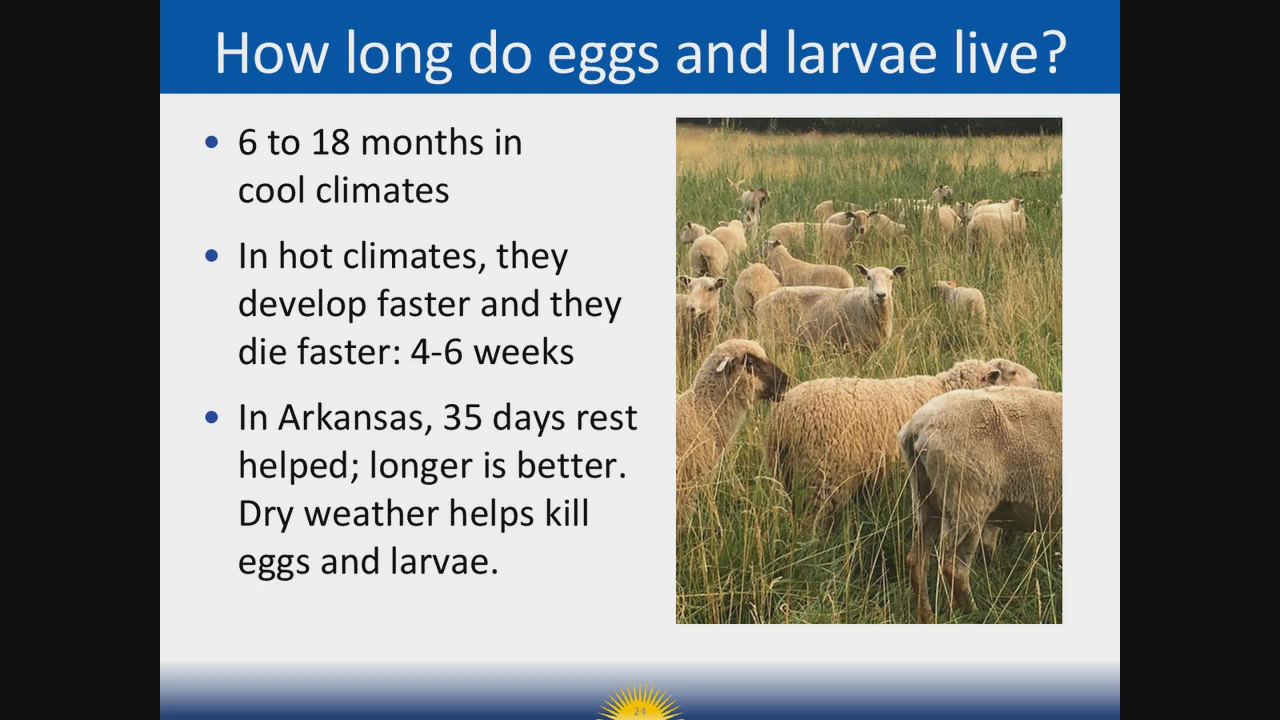 How long do eggs and larvae live?
• 6 to 18 months in
cool climates
• In hot climates, they
develop faster and they
die faster: 4-6 weeks
• In Arkansas, 35 days rest
helped; longer is better.
Dry weather helps kill
eggs and larvae.
24